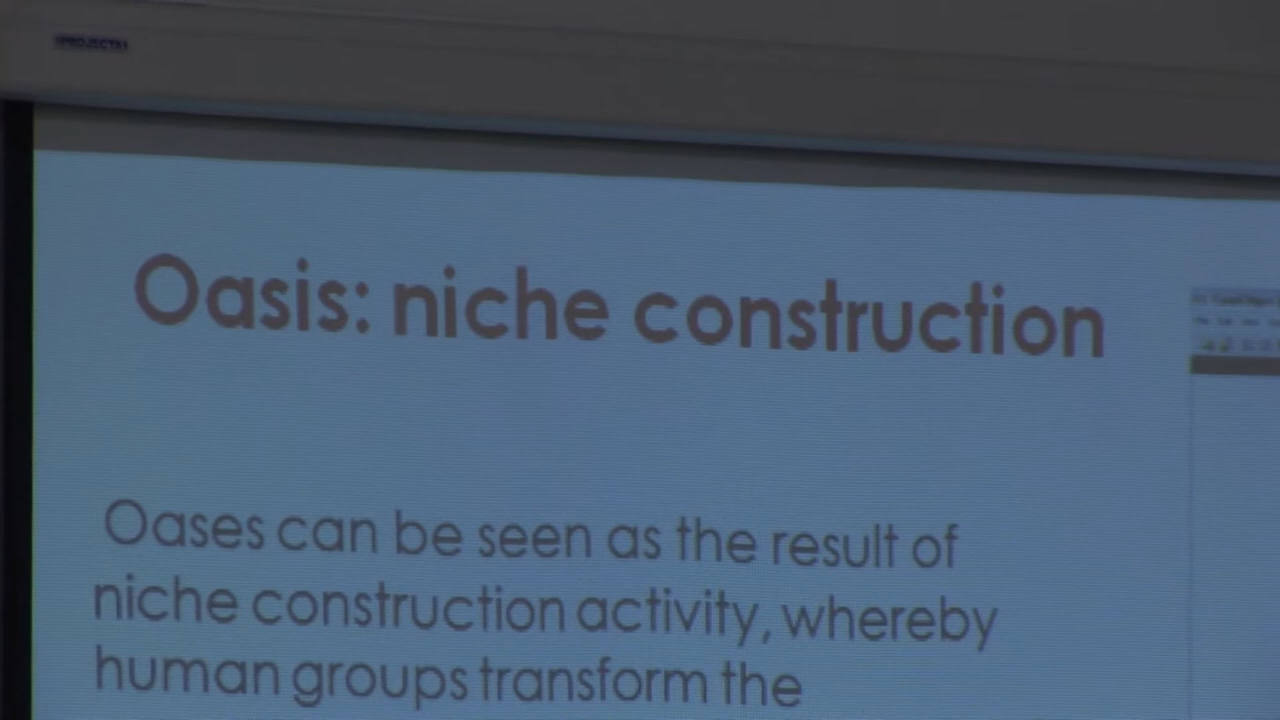 PROJECTA
Oasis: niche construction
Oases can be seen as the result of
niche construction activity, whereby
human groups transform the